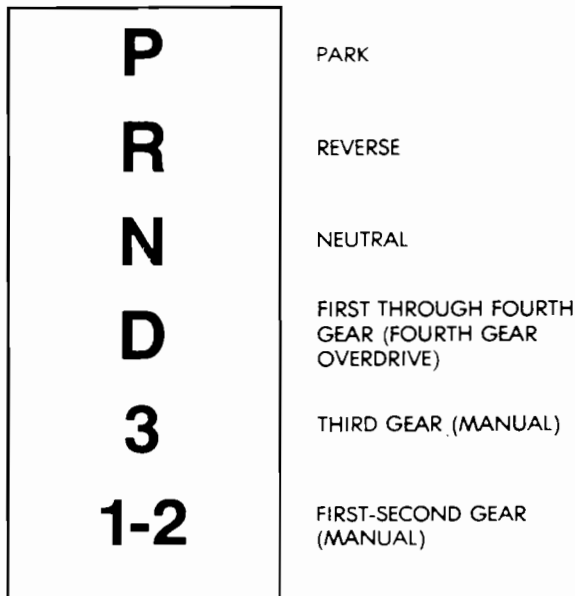 P PARK
R REVERSE
N NEUTRAL
D FIRST THROUGH FOURTH
GEAR (FOURTH GEAR
OVERDRIVE)
3 THIRD GEAR (MANUAL)
1-2 FIRST-SECOND GEAR
(MANUAL)